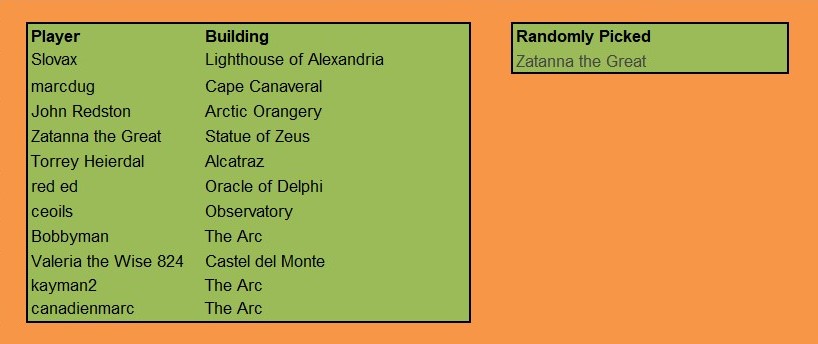 Player Building
Slovax Lighthouse of Alexandria
marcdug Cape Canaveral
John Redston Arctic Orangery
Zatanna the Great Statue of Zeus
Torrey Heierdal Alcatraz
red ed Oracle of Delphi
ceoils Observatory
Bobbyman The Arc
Valeria the Wise 824 Castel del Monte
kayman2 The Arc
canadienmarc The Arc
Randomly Picked
Zatanna the Great